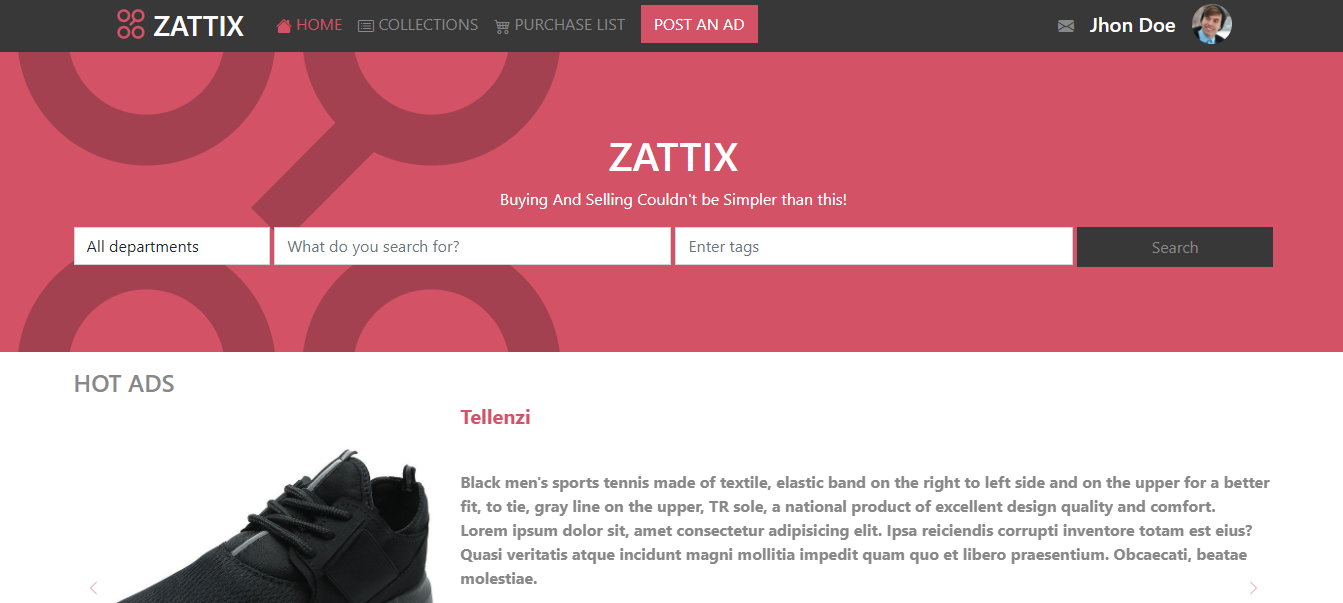 ZATTIX HOME COLLECTIONS PURCHASE LIST POST AN AD Jhon Doe
ZATTIX
Buying And Selling Couldn't be Simpler than this!
All departments What do you search for? Enter tags Search
HOT ADS
Tellenzi
Black men's sports tennis made of textile, elastic band on the right to left side and on the upper for a better
fit, to tie, gray line on the upper, TR sole, a national product of excellent design quality and comfort.
Lorem ipsum dolor sit, amet consectetur adipisicing elit. Ipsa reiciendis corrupti inventore totam est eius?
Quasi veritatis atque incidunt magni mollitia impedit quam quo et libero praesentium. Obcaecati, beatae
molestiae.